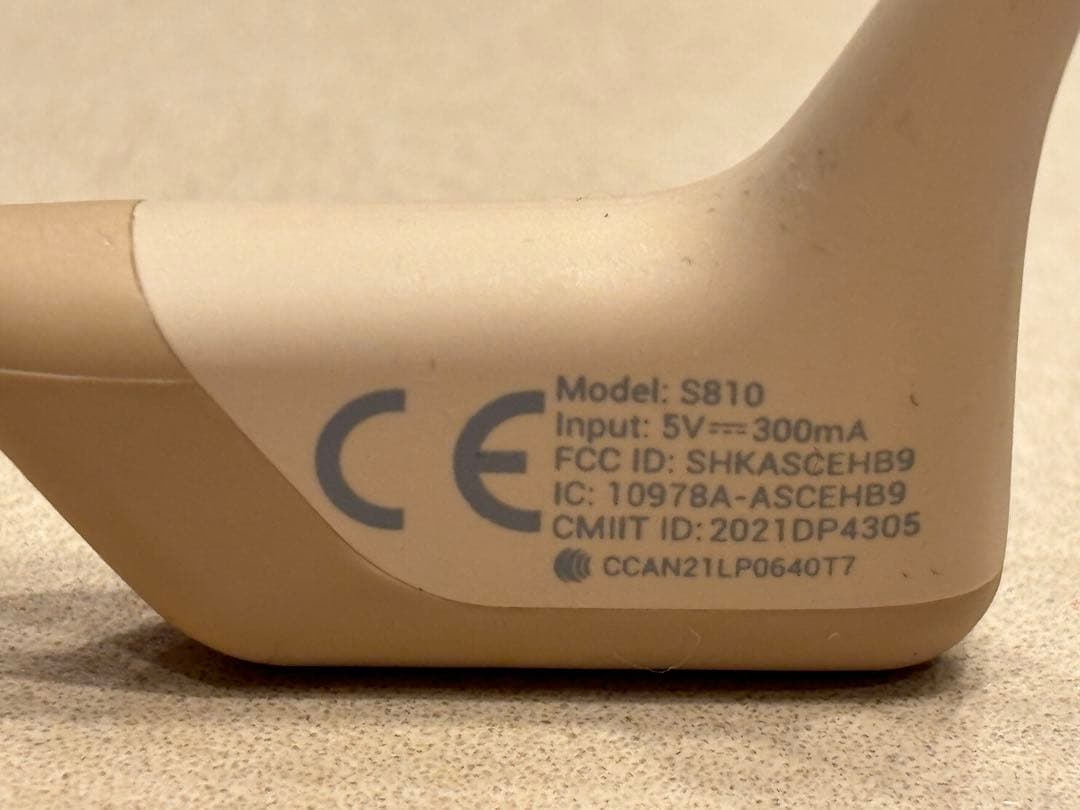 CE
Model: S810
Input: 5V⎓300mA
FCC ID: SHKASCEHB9
IC: 10978A-ASCEHB9
CMIIT ID: 2021DP4305
CCAN21LP0640T7